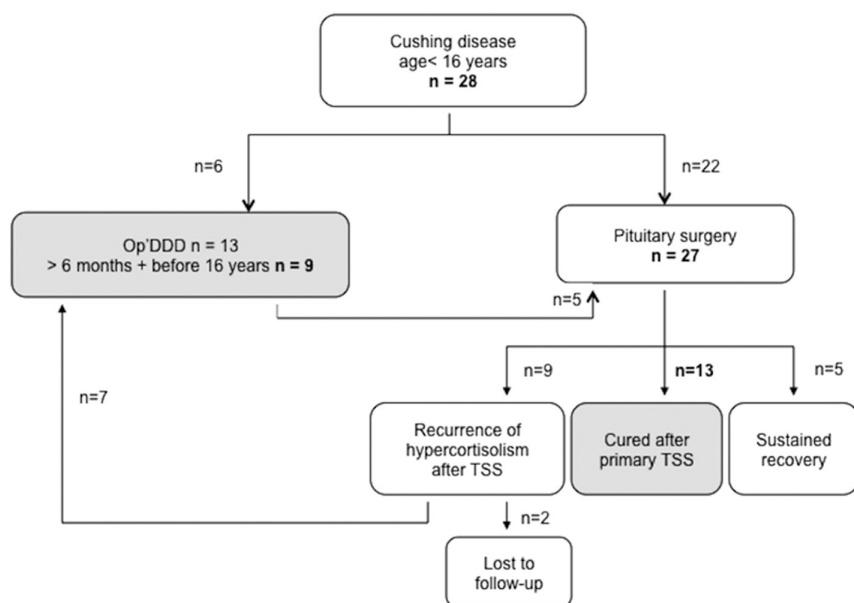 Cushing disease
age< 16 years
n = 28
n=6
n=22
Op'DDD n = 13
> 6 months + before 16 years n = 9
Pituitary surgery
n = 27
n=5
n=7
n=9
n=13
n=5
Recurrence of
hypercortisolism
after TSS
Cured after
primary TSS
Sustained
recovery
n=2
Lost to
follow-up